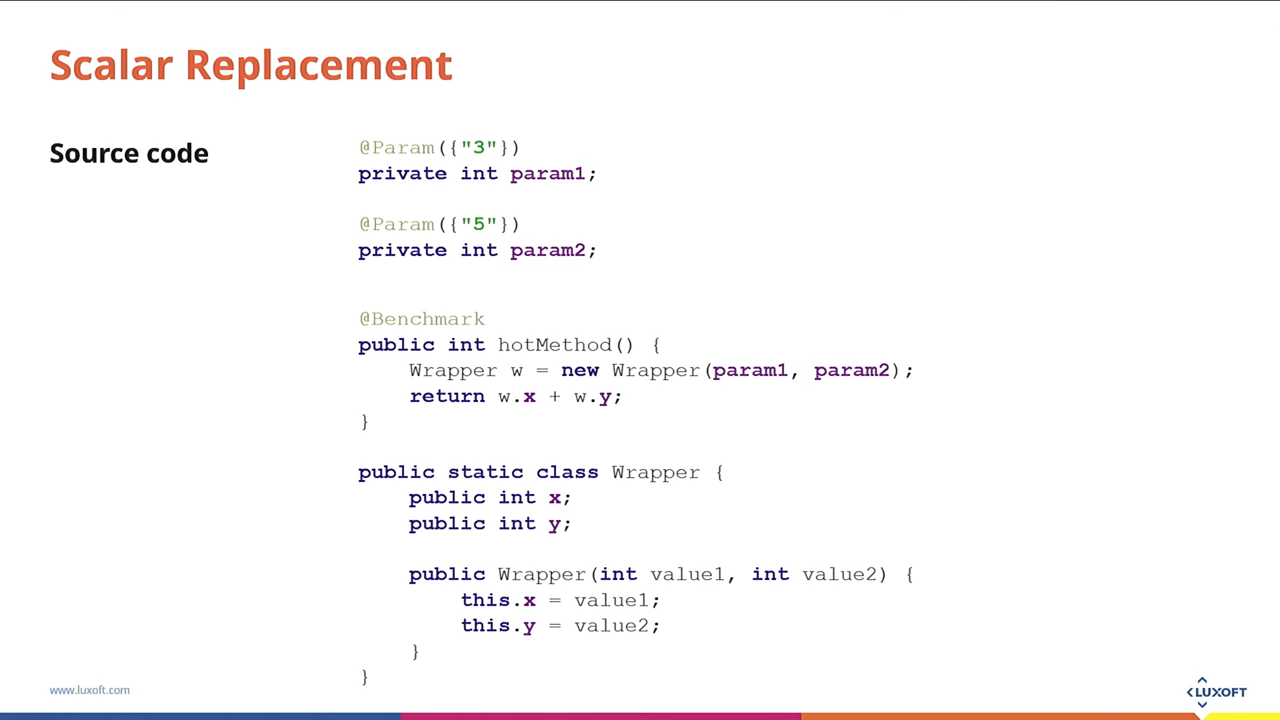 Scalar Replacement
Source code
@Param({"3"})
private int param1;
@Param({"5"})
private int param2;
@Benchmark
public int hotMethod() {
    Wrapper w = new Wrapper(param1, param2);
    return w.x + w.y;
}
public static class Wrapper {
    public int x;
    public int y;
    public Wrapper(int value1, int value2) {
        this.x = value1;
        this.y = value2;
    }
}
www.luxoft.com
LUXOFT